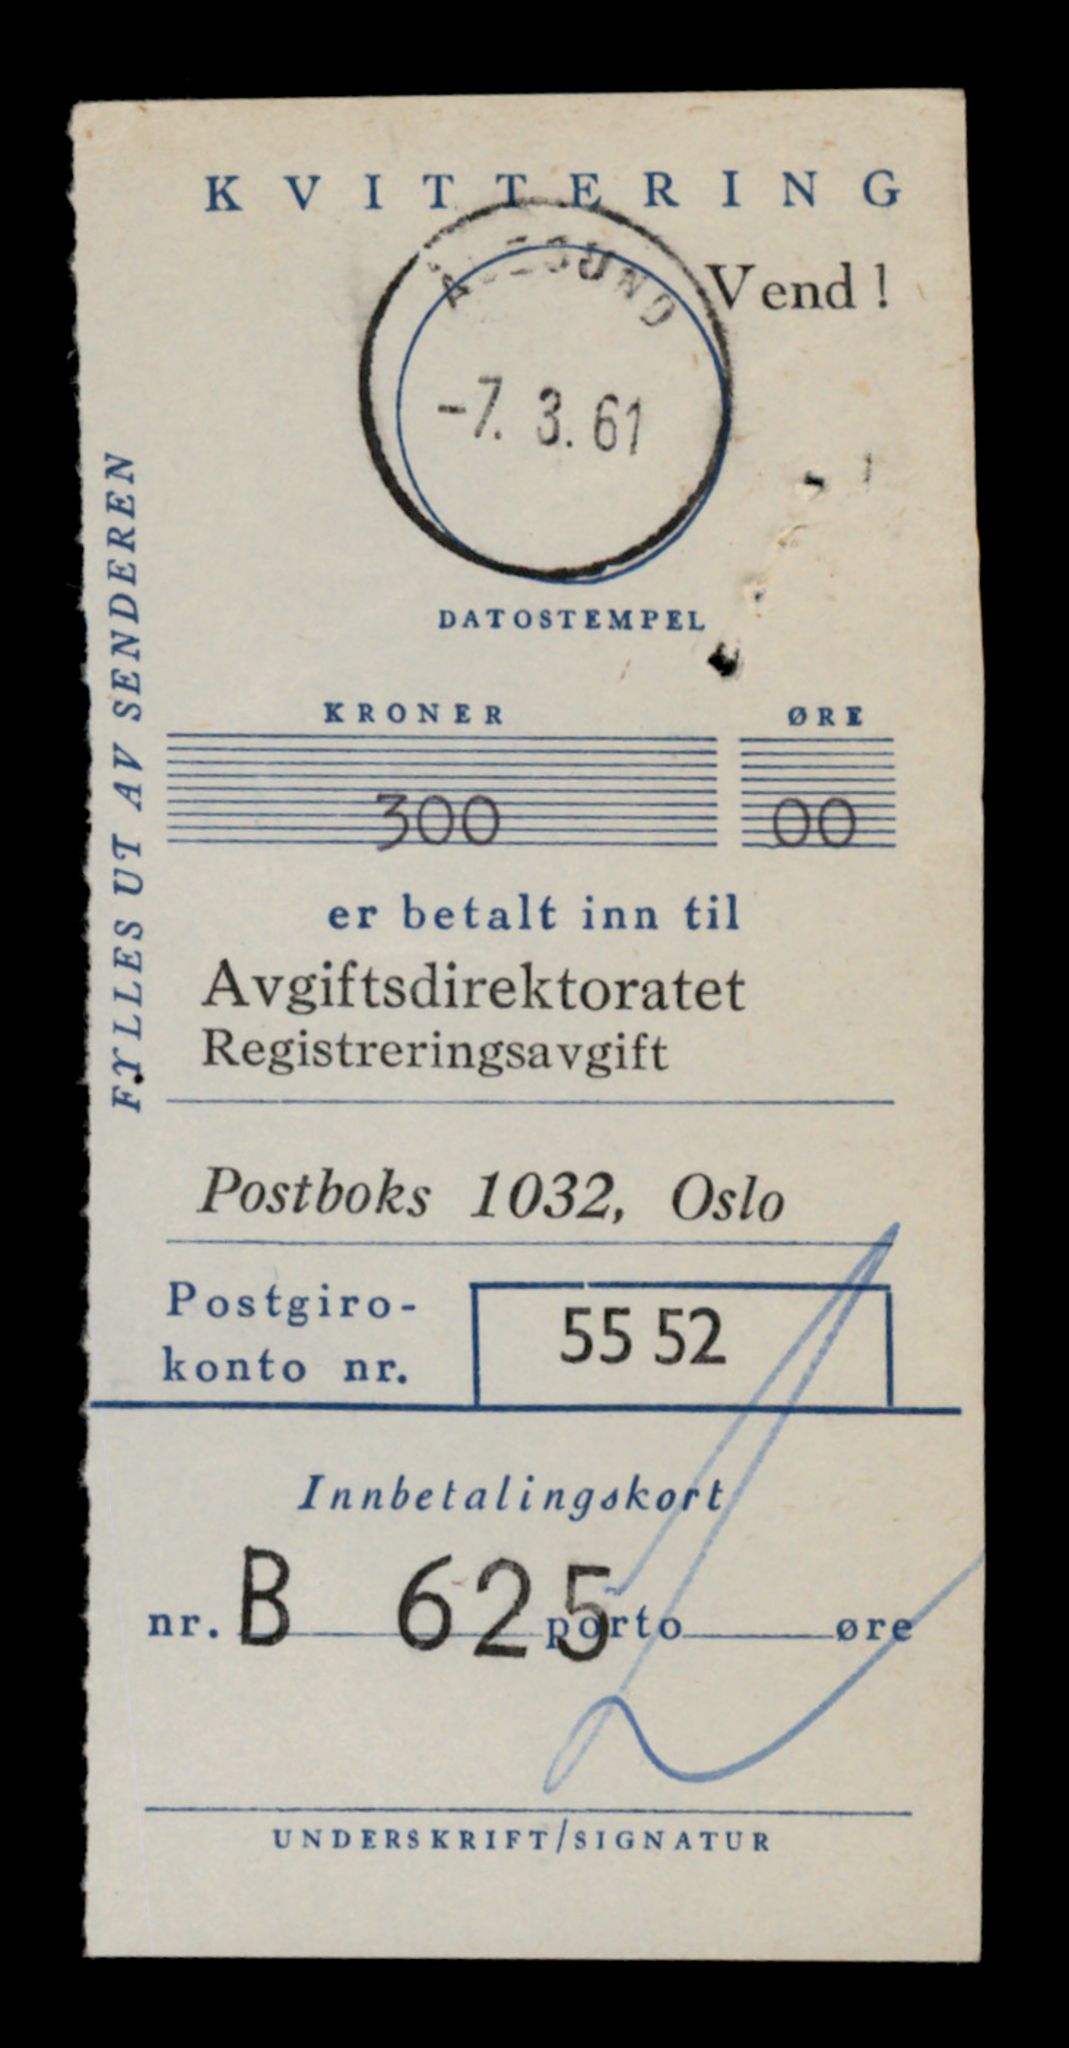 KVITTERING
ÅLESUND
Vend !
-7. 3. 61
DATOSTEMPEL
FYLLES UT AV SENDEREN
KRONER ØRE
300 00
er betalt inn til
Avgiftsdirektoratet
Registreringsavgift
Postboks 1032, Oslo
Postgiro-
konto nr. 55 52
Innbetalingskort
nr. B 625 porto øre
UNDERSKRIFT/SIGNATUR